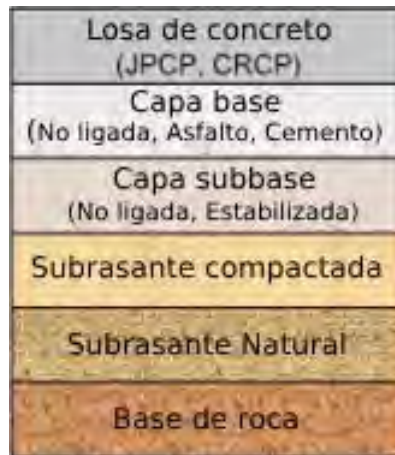 Losa de concreto
(JPCP, CRCP)
Capa base
(No ligada, Asfalto, Cemento)
Capa subbase
(No ligada, Estabilizada)
Subrasante compactada
Subrasante Natural
Base de roca